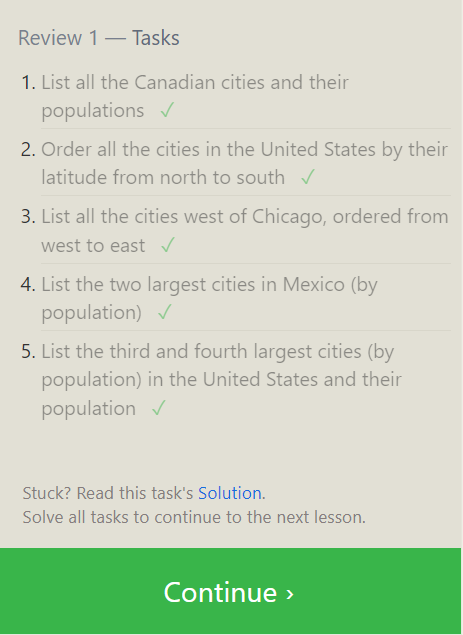 Review 1 — Tasks
1. List all the Canadian cities and their
populations ✓
2. Order all the cities in the United States by their
latitude from north to south ✓
3. List all the cities west of Chicago, ordered from
west to east ✓
4. List the two largest cities in Mexico (by
population) ✓
5. List the third and fourth largest cities (by
population) in the United States and their
population ✓
Stuck? Read this task's Solution.
Solve all tasks to continue to the next lesson.
Continue ›